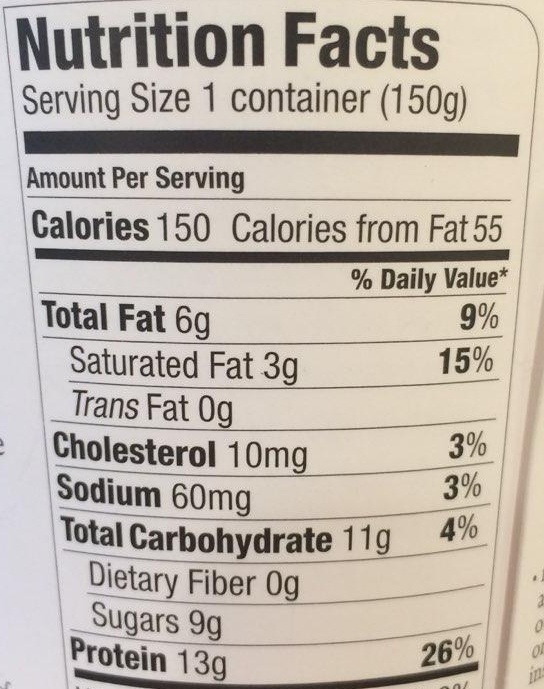 Nutrition Facts
Serving Size 1 container (150g)
Amount Per Serving
Calories 150 Calories from Fat 55
% Daily Value*
Total Fat 6g 9%
Saturated Fat 3g 15%
Trans Fat 0g
Cholesterol 10mg 3%
Sodium 60mg 3%
Total Carbohydrate 11g 4%
Dietary Fiber 0g
Sugars 9g
Protein 13g 26%